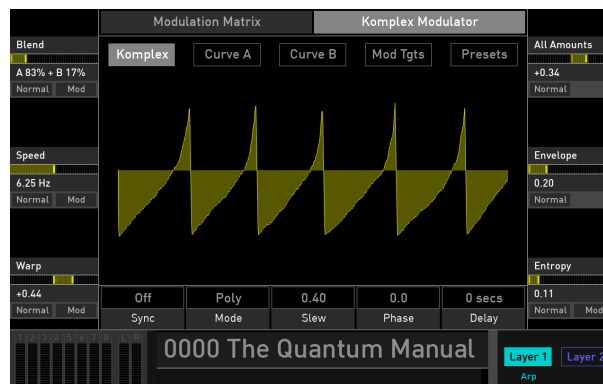 Modulation Matrix Komplex Modulator
Blend Komplex Curve A Curve B Mod Tgts Presets All Amounts
A 83% + B 17% +0.34
Normal Mod Normal
Speed Envelope
6.25 Hz 0.20
Normal Mod Normal
Warp Entropy
+0.44 Off Poly 0.40 0.0 0 secs 0.11
Normal Mod Sync Mode Slew Phase Delay Normal Mod
1 2 3 4 5 6 7 8 L R
0000 The Quantum Manual
Layer 1 Layer 2
Arp